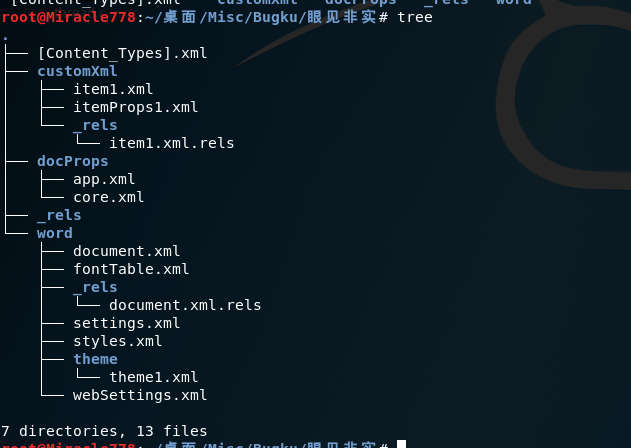 [Content_Types].xml customXml docProps _rels word
root@Miracle778:~/桌面/Misc/Bugku/眼见非实# tree
.
├── [Content_Types].xml
├── customXml
│   ├── item1.xml
│   ├── itemProps1.xml
│   └── _rels
│       └── item1.xml.rels
├── docProps
│   ├── app.xml
│   └── core.xml
├── _rels
└── word
    ├── document.xml
    ├── fontTable.xml
    ├── _rels
    │   └── document.xml.rels
    ├── settings.xml
    ├── styles.xml
    ├── theme
    │   └── theme1.xml
    └── webSettings.xml
7 directories, 13 files
root@Miracle778:~/桌面/Misc/Bugku/眼见非实#